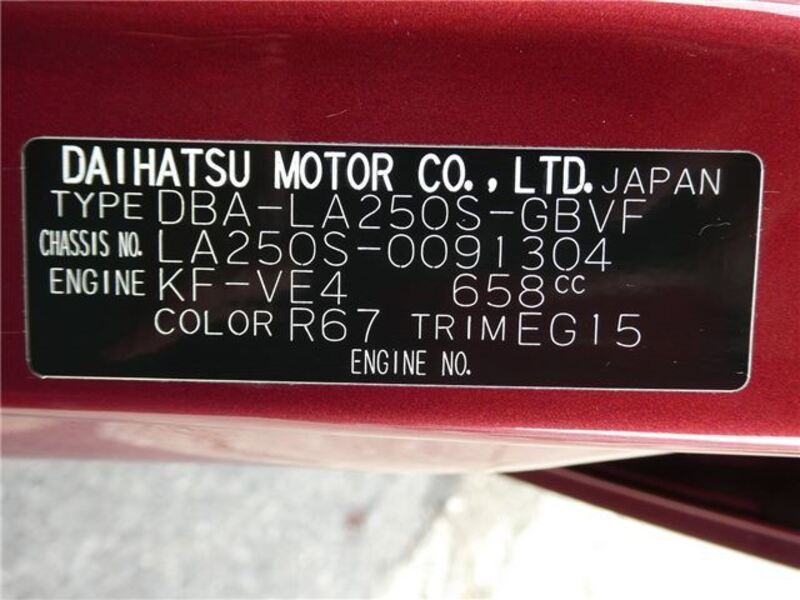 DAIHATSU MOTOR CO., LTD. JAPAN
TYPE DBA-LA250S-GBVF
CHASSIS NO. LA250S-0091304
ENGINE KF-VE4 658CC
COLOR R67 TRIM EG15
ENGINE NO.